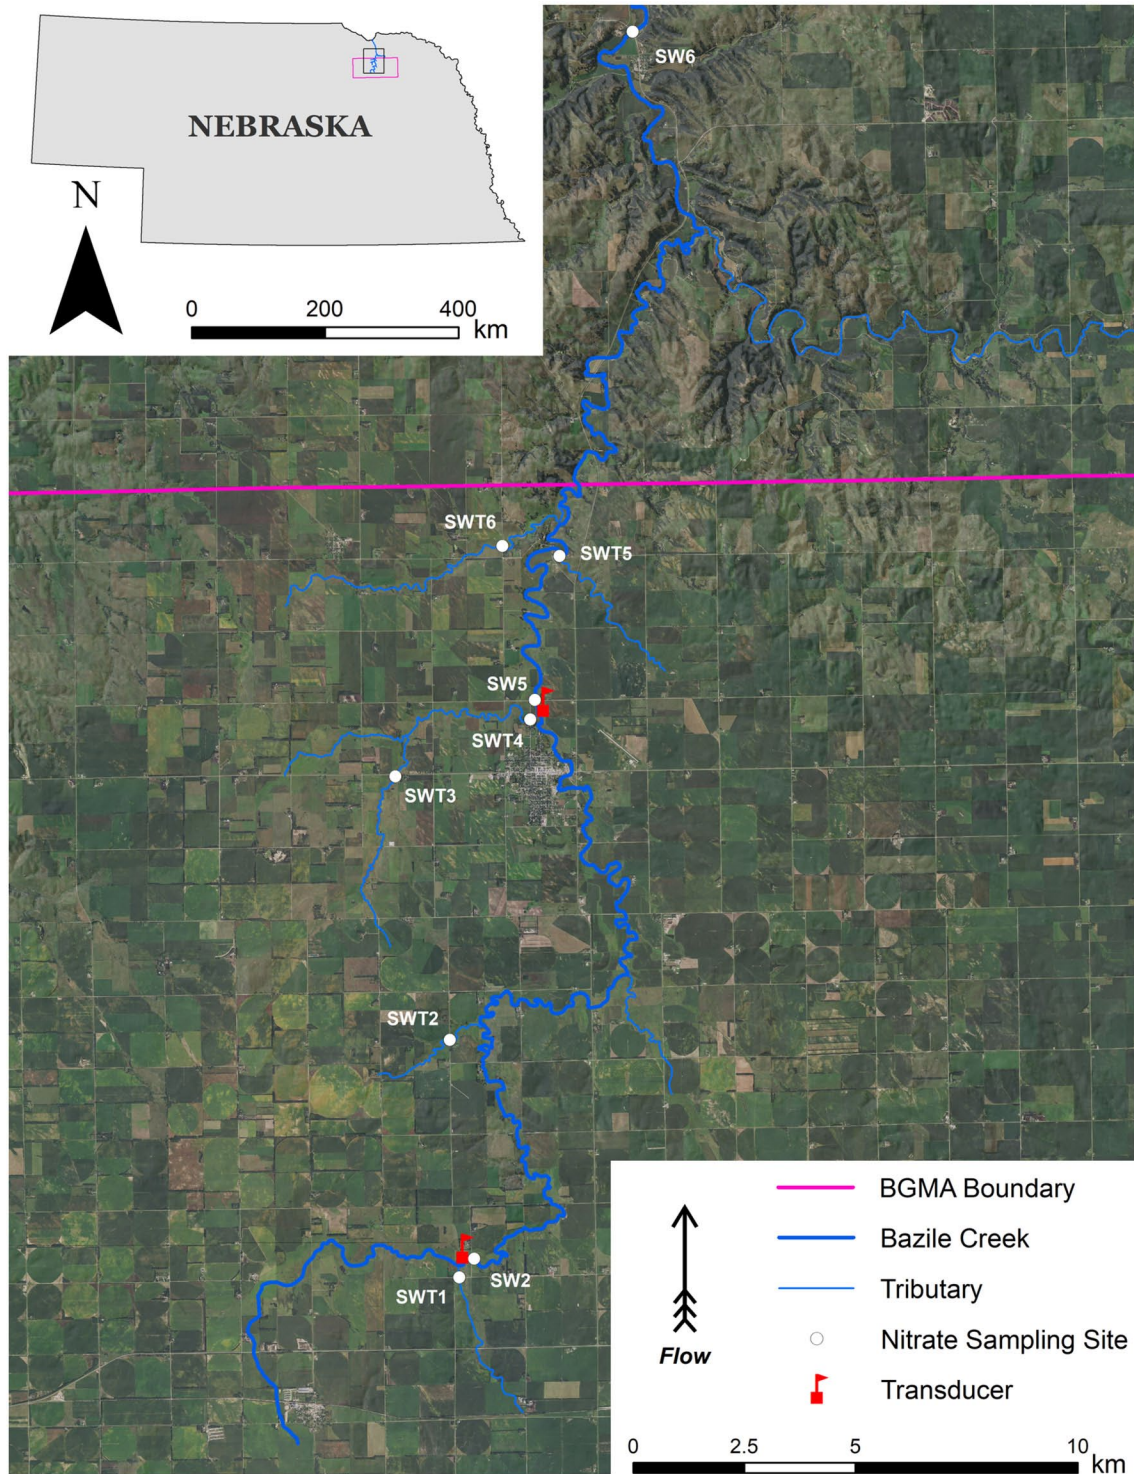 NEBRASKA
N
0 200 400
km
SW6
SWT6
SWT5
SW5
SWT4
SWT3
SWT2
SW2
SWT1
Flow
BGMA Boundary
Bazile Creek
Tributary
Nitrate Sampling Site
Transducer
0 2.5 5 10
km